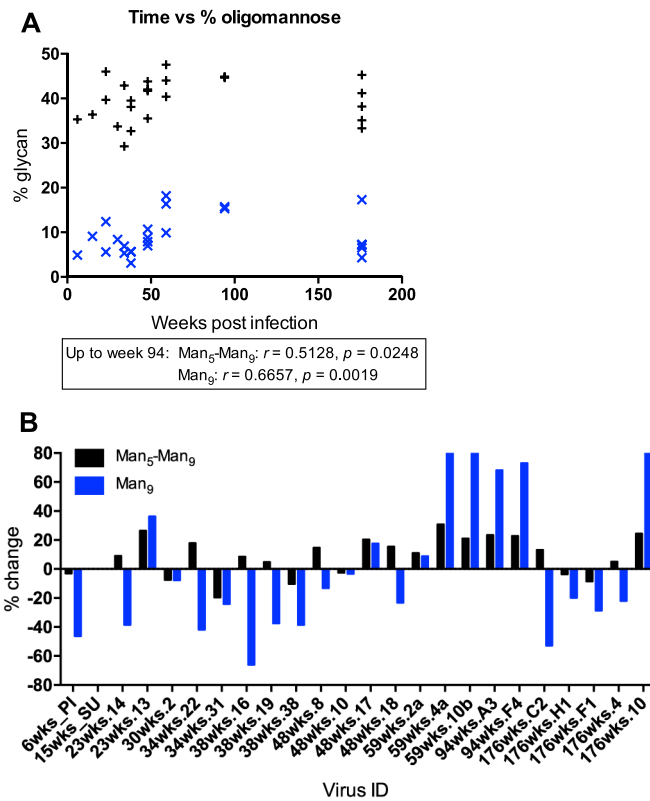 A
Time vs % oligomannose
% glycan
50
40
30
20
10
0
0 50 100 150 200
Weeks post infection
Up to week 94: Man5-Man9: r = 0.5128, p = 0.0248
Man9: r = 0.6657, p = 0.0019
B
Man5-Man9
Man9
% change
80
60
40
20
0
-20
-40
-60
-80
6wks_PI
15wks_SU
23wks.14
23wks.13
30wks.2
34wks.22
34wks.31
38wks.16
38wks.19
38wks.38
48wks.8
48wks.10
48wks.17
48wks.18
59wks.2a
59wks.4a
59wks.10b
94wks.A3
94wks.F4
176wks.C2
176wks.H1
176wks.F1
176wks.4
176wks.10
Virus ID